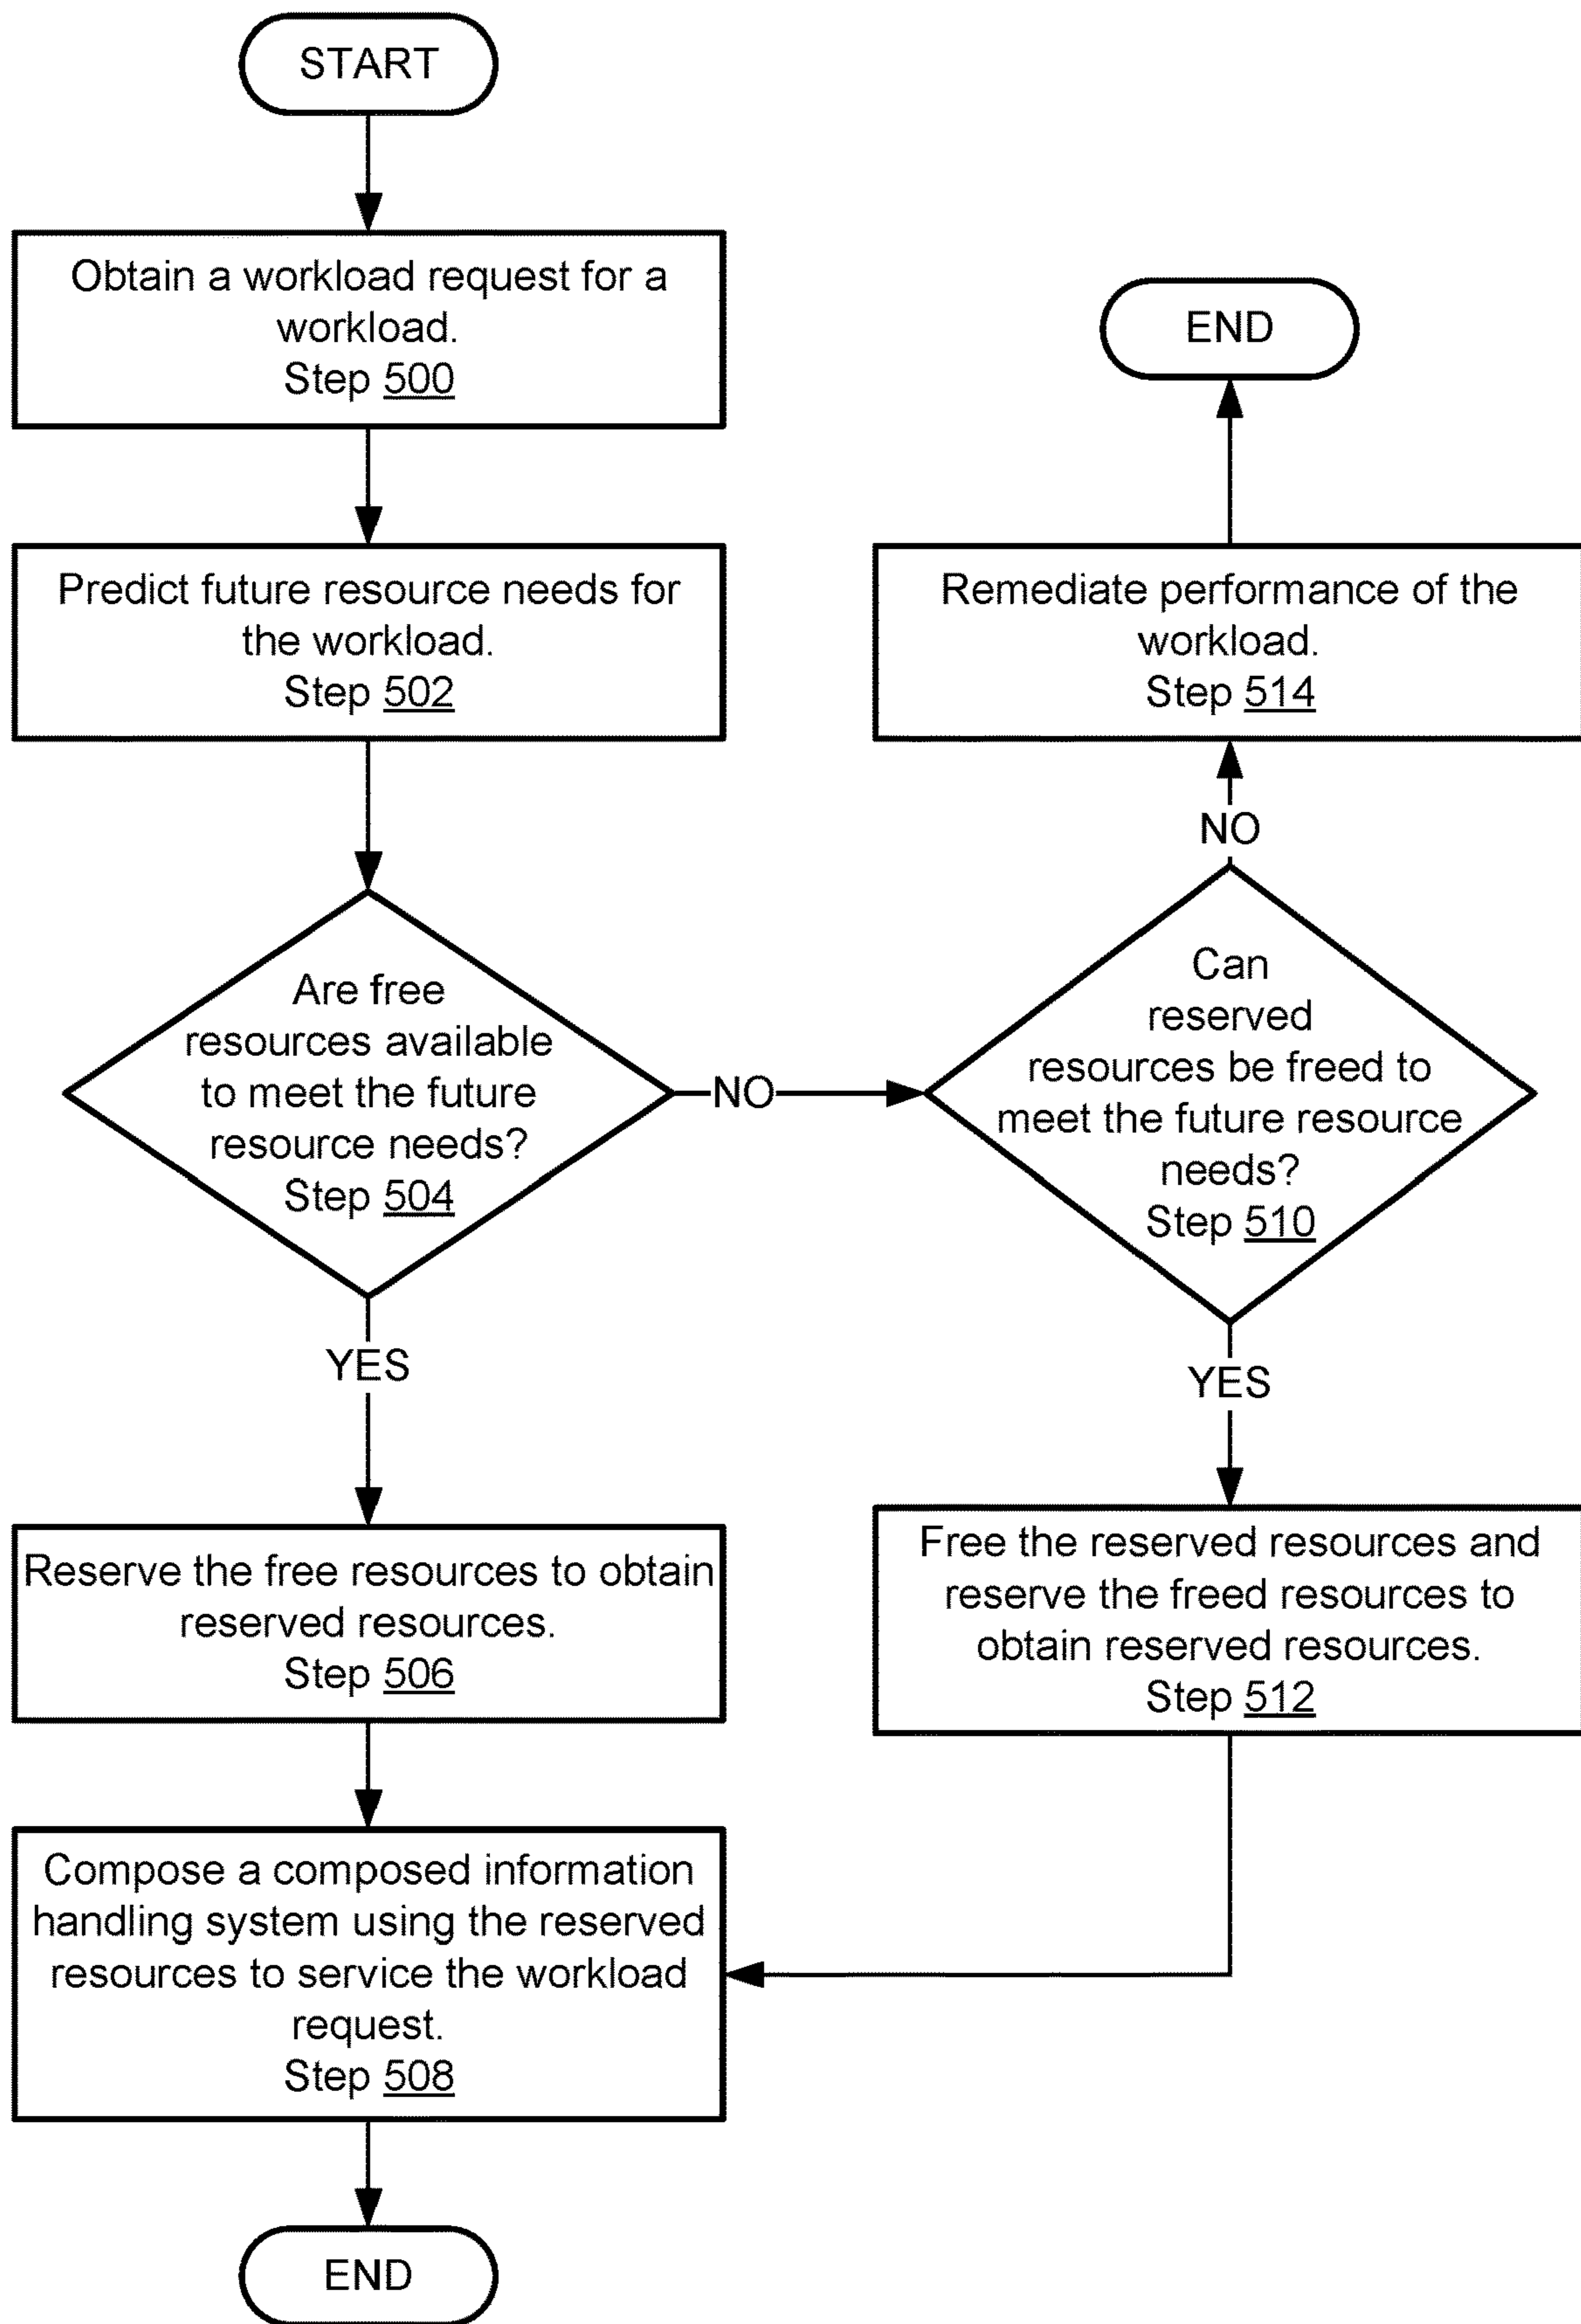 START
Obtain a workload request for a
workload.
Step 500
Predict future resource needs for
the workload.
Step 502
Are free
resources available
to meet the future
resource needs?
Step 504
NO
YES
Reserve the free resources to obtain
reserved resources.
Step 506
Compose a composed information
handling system using the reserved
resources to service the workload
request.
Step 508
END
END
Remediate performance of the
workload.
Step 514
NO
Can
reserved
resources be freed to
meet the future resource
needs?
Step 510
YES
Free the reserved resources and
reserve the freed resources to
obtain reserved resources.
Step 512